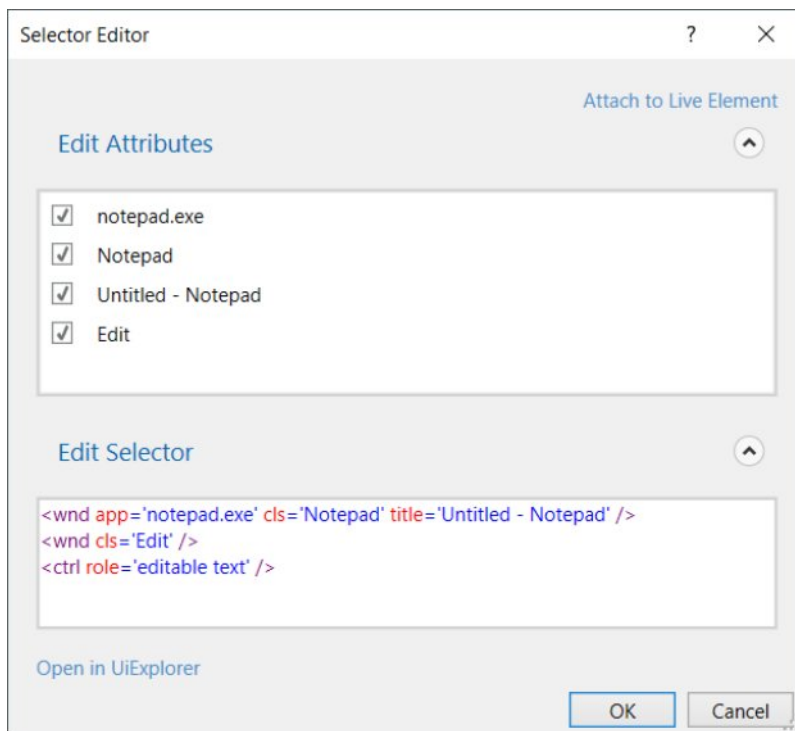 Selector Editor ?
Attach to Live Element
Edit Attributes
notepad.exe
Notepad
Untitled - Notepad
Edit
Edit Selector
<wnd app='notepad.exe' cls='Notepad' title='Untitled - Notepad' />
<wnd cls='Edit' />
<ctrl role='editable text' />
Open in UiExplorer
OK Cancel